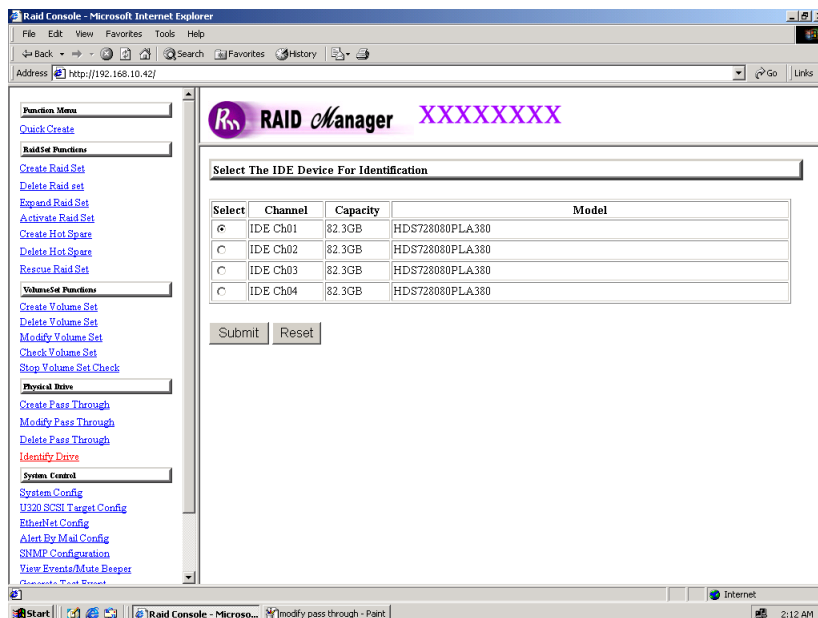 Raid Console - Microsoft Internet Explorer
File Edit View Favorites Tools Help
Back Search Favorites History
Address http://192.168.10.42/ Go Links
Function Menu
Quick Create
Raid Set Functions
Create Raid Set
Delete Raid set
Expand Raid Set
Activate Raid Set
Create Hot Spare
Delete Hot Spare
Rescue Raid Set
VolumeSet Functions
Create Volume Set
Delete Volume Set
Modify Volume Set
Check Volume Set
Stop Volume Set Check
Physical Drive
Create Pass Through
Modify Pass Through
Delete Pass Through
Identify Drive
System Control
System Config
U320 SCSI Target Config
EtherNet Config
Alert By Mail Config
SNMP Configuration
View Events/Mute Beeper
Generate Test Event
Rm RAID Manager XXXXXXXX
Select The IDE Device For Identification
Select Channel Capacity Model
IDE Ch01 82.3GB HDS728080PLA380
IDE Ch02 82.3GB HDS728080PLA380
IDE Ch03 82.3GB HDS728080PLA380
IDE Ch04 82.3GB HDS728080PLA380
Submit Reset
Internet
Start Raid Console - Microso... modify pass through - Paint 2:12 AM